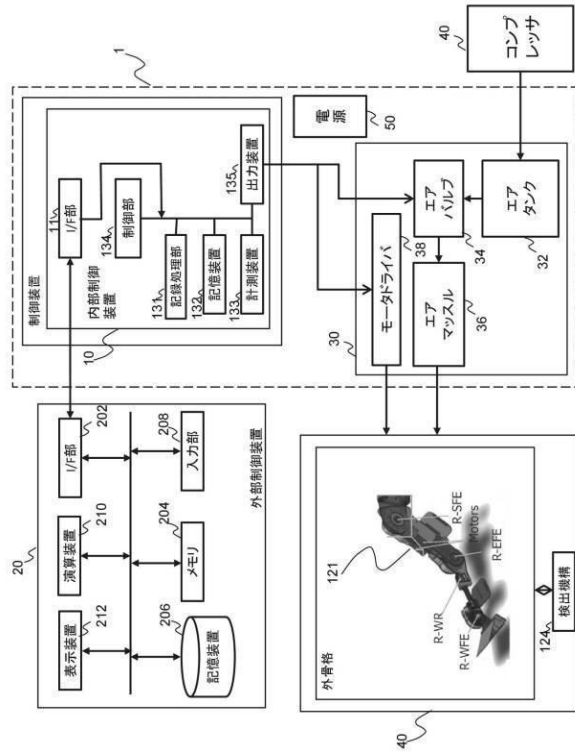 1
制御装置
内部制御
装置
10
I/F部
11
制御部
134
記録処理部
131
記憶装置
132
計測装置
133
出力装置
135
電源
50
30
モータドライバ
38
エア
バルブ
34
エア
マッスル
36
エア
タンク
32
コンプ
レッサ
40
20
外部制御装置
表示装置
212
演算装置
210
I/F部
202
記憶装置
206
メモリ
204
入力部
208
外骨格
40
121
R-SFE
Motors
R-EFE
R-WR
R-WFE
検出機構
124